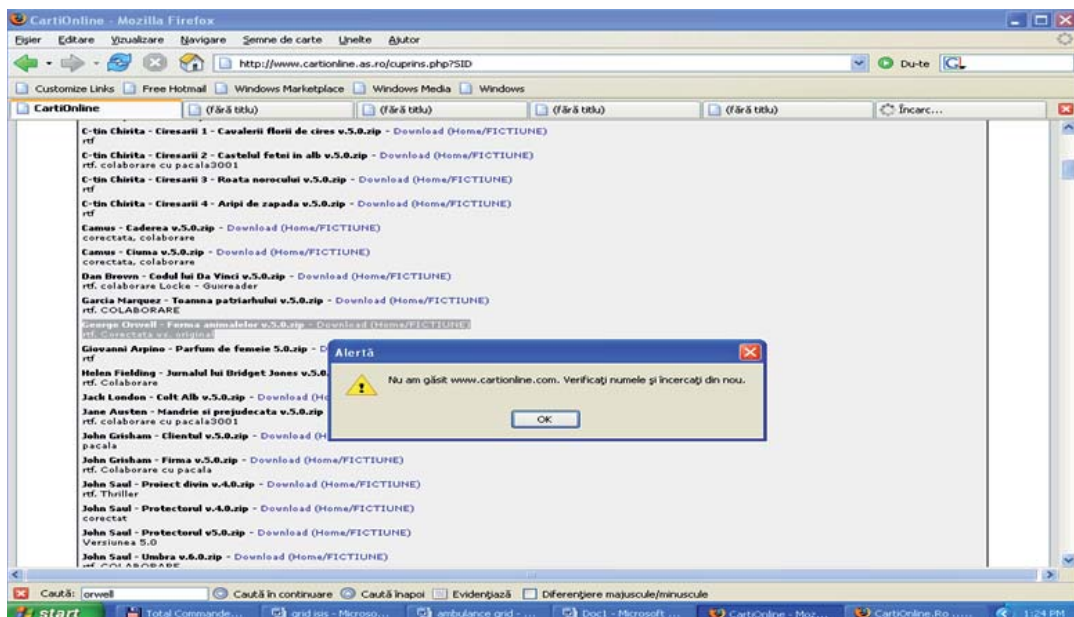 CartiOnline - Mozilla Firefox
Fișier Editare Vizualizare Navigare Semne de carte Unelte Ajutor
http://www.cartionline.as.ro/cuprins.php?SID Du-te
Customize Links Free Hotmail Windows Marketplace Windows Media Windows
CartiOnline (fără titlu) (fără titlu) (fără titlu) (fără titlu) Încarc...
C-tin Chirita - Ciresarii 1 - Cavalerii florii de cires v.5.0.zip - Download (Home/FICTIUNE)
rtf
C-tin Chirita - Ciresarii 2 - Castelul fetei in alb v.5.0.zip - Download (Home/FICTIUNE)
rtf. colaborare cu pacala3001
C-tin Chirita - Ciresarii 3 - Roata norocului v.5.0.zip - Download (Home/FICTIUNE)
rtf
C-tin Chirita - Ciresarii 4 - Aripi de zapada v.5.0.zip - Download (Home/FICTIUNE)
rtf
Camus - Caderea v.5.0.zip - Download (Home/FICTIUNE)
corectata, colaborare
Camus - Ciuma v.5.0.zip - Download (Home/FICTIUNE)
corectata, colaborare
Dan Brown - Codul lui Da Vinci v.5.0.zip - Download (Home/FICTIUNE)
rtf. colaborare Locke - Guxreader
Garcia Marquez - Toamna patriarhului v.5.0.zip - Download (Home/FICTIUNE)
rtf. COLABORARE
George Orwell - Ferma animalelor v.5.0.zip - Download (Home/FICTIUNE)
rtf. Corectata vs. original
Giovanni Arpino - Parfum de femeie 5.0.zip - D
rtf
Helen Fielding - Jurnalul lui Bridget Jones v.5.0
rtf. Colaborare
Jack London - Colt Alb v.5.0.zip - Download (Ho
Jane Austen - Mandrie si prejudecata v.5.0.zip
rtf. colaborare cu pacala3001
John Grisham - Clientul v.5.0.zip - Download (H
pacala
John Grisham - Firma v.5.0.zip - Download (Home/FICTIUNE)
rtf. Colaborare cu pacala
John Saul - Proiect divin v.4.0.zip - Download (Home/FICTIUNE)
rtf. Thriller
John Saul - Protectorul v.4.0.zip - Download (Home/FICTIUNE)
corectat
John Saul - Protectorul v5.0.zip - Download (Home/FICTIUNE)
Versiunea 5.0
John Saul - Umbra v.6.0.zip - Download (Home/FICTIUNE)
rtf COLABORARE
Alertă
Nu am găsit www.cartionline.com. Verificați numele și încercați din nou.
OK
Caută: orwell Caută în continuare Caută înapoi Evidențiază Diferențiere majuscule/minuscule
start Total Commande... grid isis - Microso... ambulance grid - ... Doc1 - Microsoft ... CartiOnline - Moz... CartiOnline.Ro ...... 1:24 PM